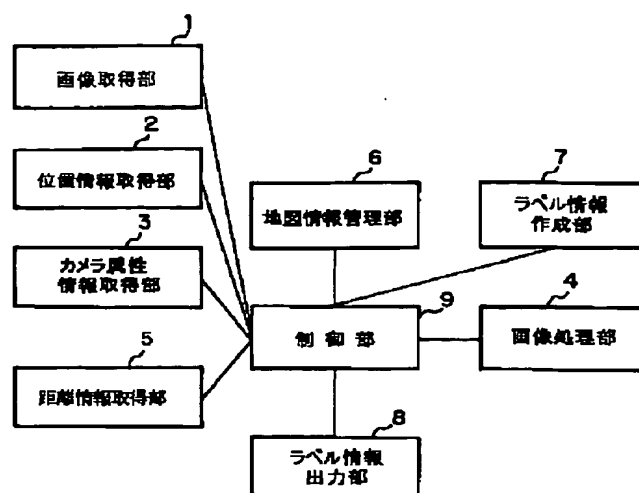 1
画像取得部
2
位置情報取得部
3
カメラ属性
情報取得部
5
距離情報取得部
6
地図情報管理部
7
ラベル情報
作成部
9
制御部
4
画像処理部
8
ラベル情報
出力部